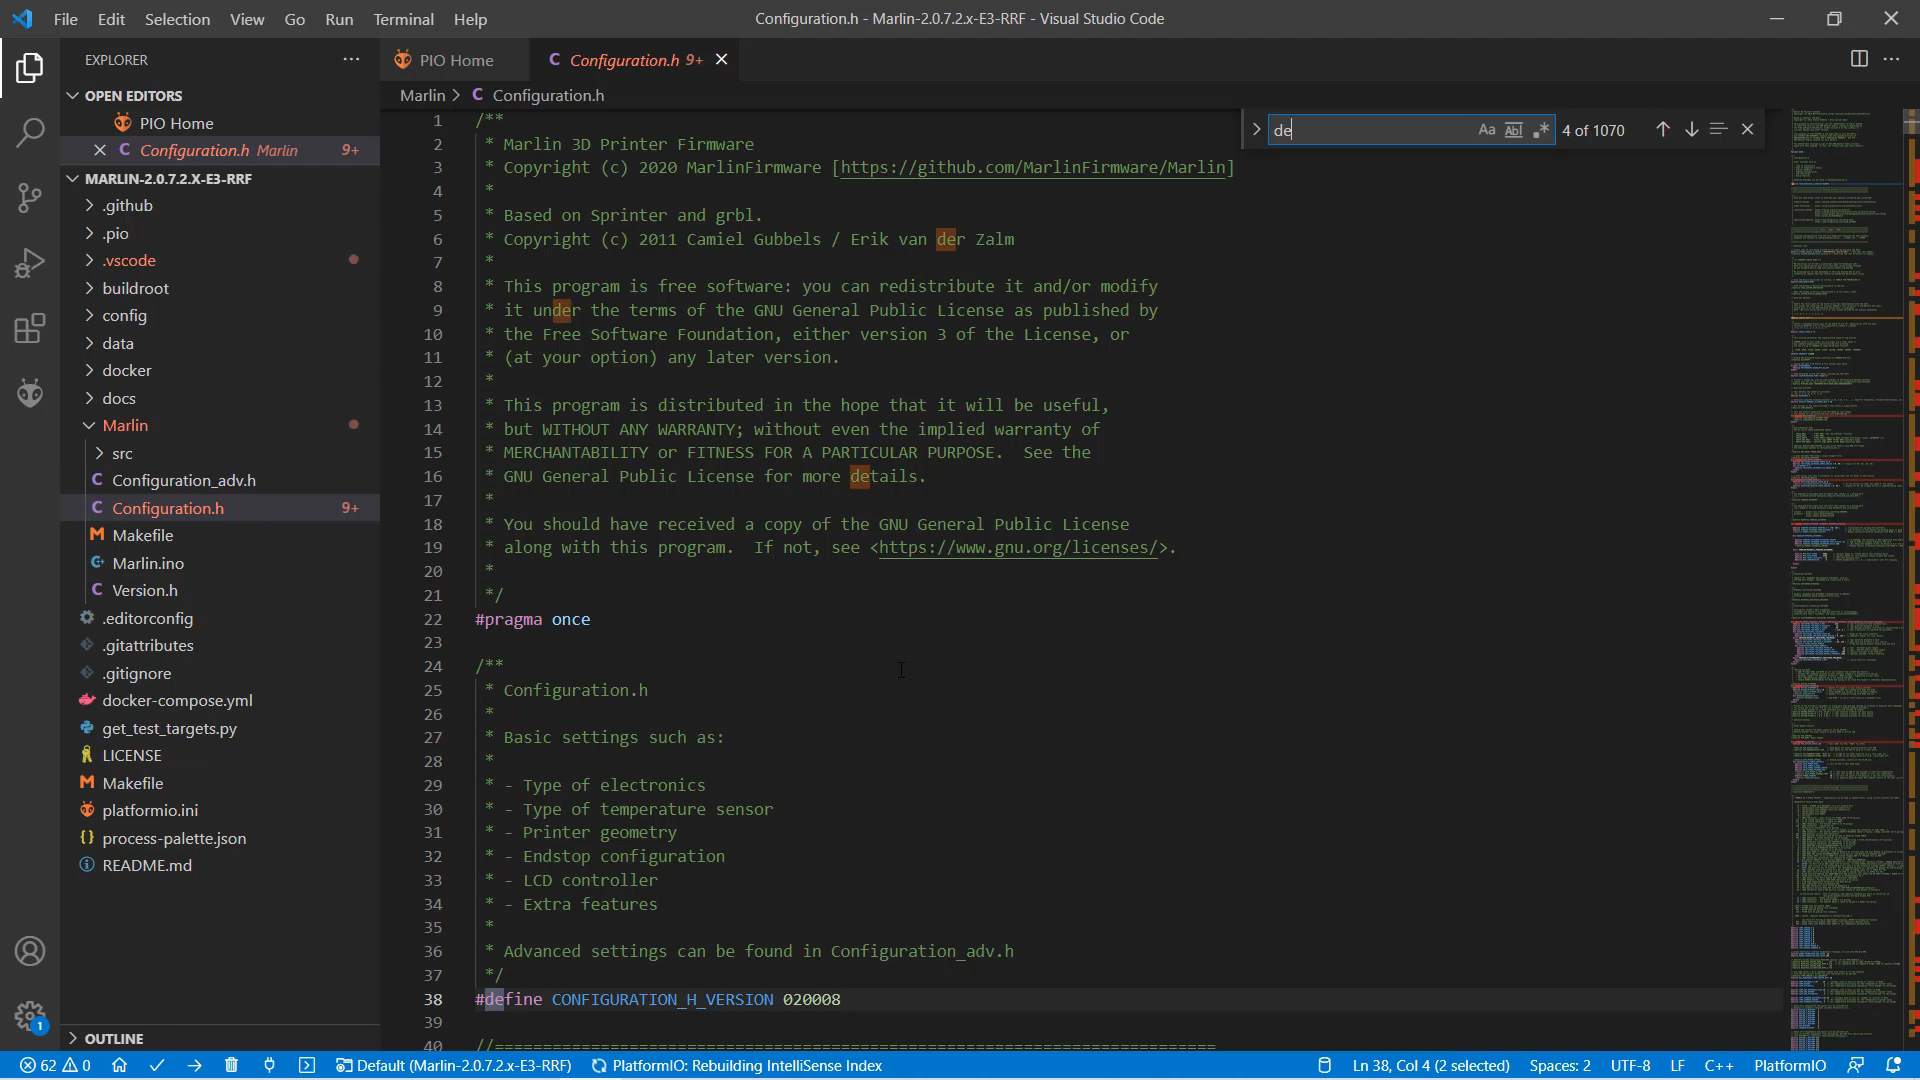 File Edit Selection View Go Run Terminal Help
Configuration.h - Marlin-2.0.7.2.x-E3-RRF - Visual Studio Code
EXPLORER
OPEN EDITORS
PIO Home
Configuration.h Marlin 9+
MARLIN-2.0.7.2.X-E3-RRF
.github
.pio
.vscode
buildroot
config
data
docker
docs
Marlin
src
Configuration_adv.h
Configuration.h 9+
Makefile
Marlin.ino
Version.h
.editorconfig
.gitattributes
.gitignore
docker-compose.yml
get_test_targets.py
LICENSE
Makefile
platformio.ini
process-palette.json
README.md
OUTLINE
1
PIO Home
Configuration.h 9+
Marlin > C Configuration.h
de
Aa Abl .* 4 of 1070
1 /**
2 * Marlin 3D Printer Firmware
3 * Copyright (c) 2020 MarlinFirmware [https://github.com/MarlinFirmware/Marlin]
4 *
5 * Based on Sprinter and grbl.
6 * Copyright (c) 2011 Camiel Gubbels / Erik van der Zalm
7 *
8 * This program is free software: you can redistribute it and/or modify
9 * it under the terms of the GNU General Public License as published by
10 * the Free Software Foundation, either version 3 of the License, or
11 * (at your option) any later version.
12 *
13 * This program is distributed in the hope that it will be useful,
14 * but WITHOUT ANY WARRANTY; without even the implied warranty of
15 * MERCHANTABILITY or FITNESS FOR A PARTICULAR PURPOSE.  See the
16 * GNU General Public License for more details.
17 *
18 * You should have received a copy of the GNU General Public License
19 * along with this program.  If not, see <https://www.gnu.org/licenses/>.
20 *
21 */
22 #pragma once
23
24 /**
25 * Configuration.h
26 *
27 * Basic settings such as:
28 *
29 * - Type of electronics
30 * - Type of temperature sensor
31 * - Printer geometry
32 * - Endstop configuration
33 * - LCD controller
34 * - Extra features
35 *
36 * Advanced settings can be found in Configuration_adv.h
37 */
38 #define CONFIGURATION_H_VERSION 020008
39
40 //===========================================================================
62 0 Default (Marlin-2.0.7.2.x-E3-RRF) PlatformIO: Rebuilding IntelliSense Index
Ln 38, Col 4 (2 selected) Spaces: 2 UTF-8 LF C++ PlatformIO